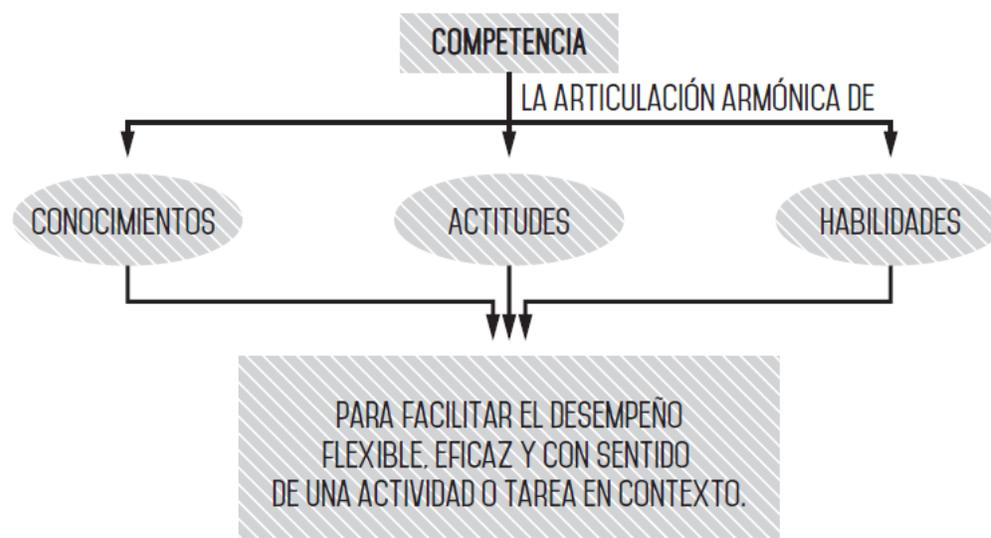 COMPETENCIA
LA ARTICULACIÓN ARMÓNICA DE
CONOCIMIENTOS
ACTITUDES
HABILIDADES
PARA FACILITAR EL DESEMPEÑO
FLEXIBLE, EFICAZ Y CON SENTIDO
DE UNA ACTIVIDAD O TAREA EN CONTEXTO.